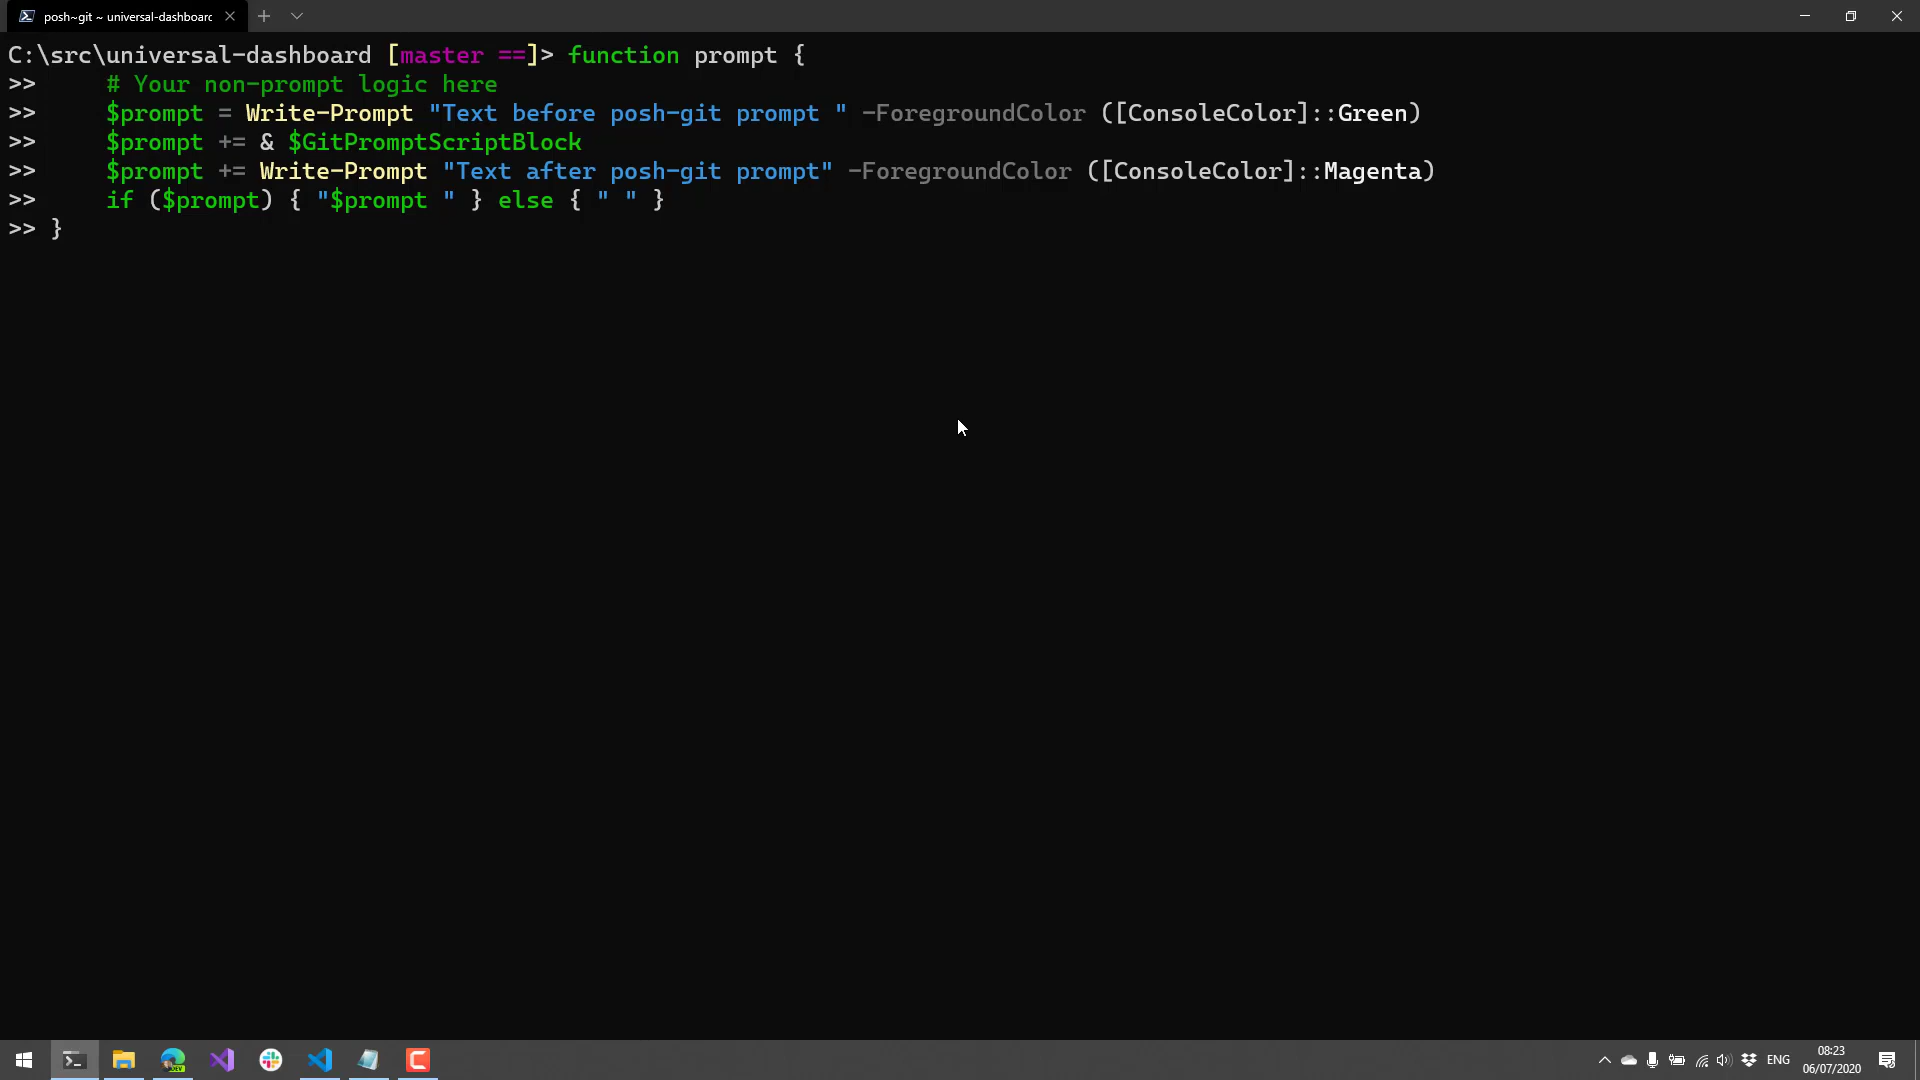 posh~git ~ universal-dashboard
C:\src\universal-dashboard [master ==]> function prompt {
>>     # Your non-prompt logic here
>>     $prompt = Write-Prompt "Text before posh-git prompt " -ForegroundColor ([ConsoleColor]::Green)
>>     $prompt += & $GitPromptScriptBlock
>>     $prompt += Write-Prompt "Text after posh-git prompt" -ForegroundColor ([ConsoleColor]::Magenta)
>>     if ($prompt) { "$prompt " } else { " " }
>> }
DEV
ENG
08:23
06/07/2020